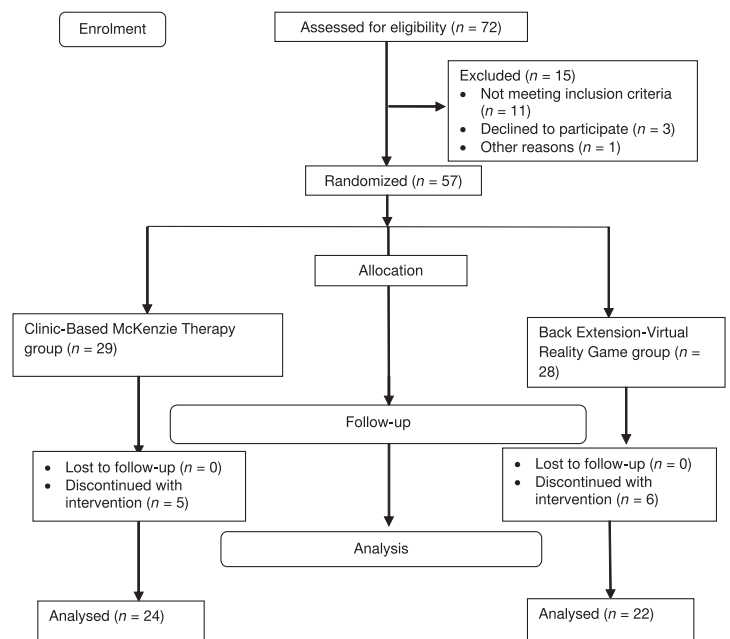 Enrolment
Assessed for eligibility (n = 72)
Excluded (n = 15)
• Not meeting inclusion criteria
(n = 11)
• Declined to participate (n = 3)
• Other reasons (n = 1)
Randomized (n = 57)
Allocation
Clinic-Based McKenzie Therapy
group (n = 29)
Back Extension-Virtual
Reality Game group (n =
28)
Follow-up
• Lost to follow-up (n = 0)
• Discontinued with
intervention (n = 5)
• Lost to follow-up (n = 0)
• Discontinued with
intervention (n = 6)
Analysis
Analysed (n = 24)
Analysed (n = 22)